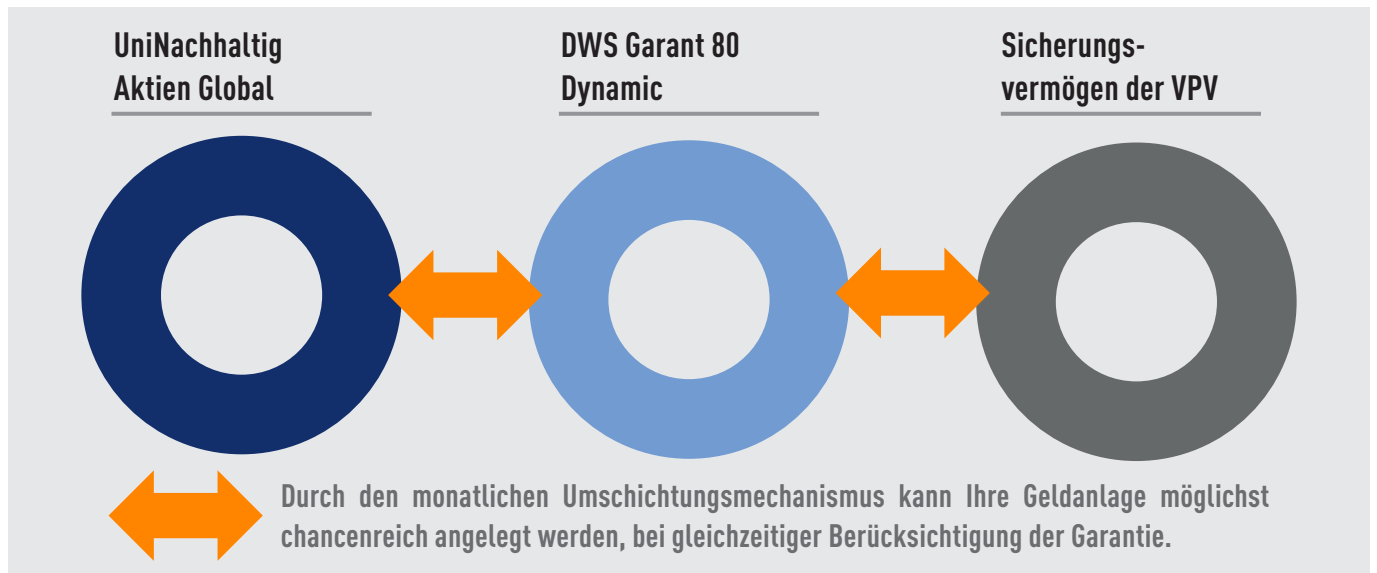 UniNachhaltig
Aktien Global
DWS Garant 80
Dynamic
Sicherungs-
vermögen der VPV
Durch den monatlichen Umschichtungsmechanismus kann Ihre Geldanlage möglichst
chancenreich angelegt werden, bei gleichzeitiger Berücksichtigung der Garantie.